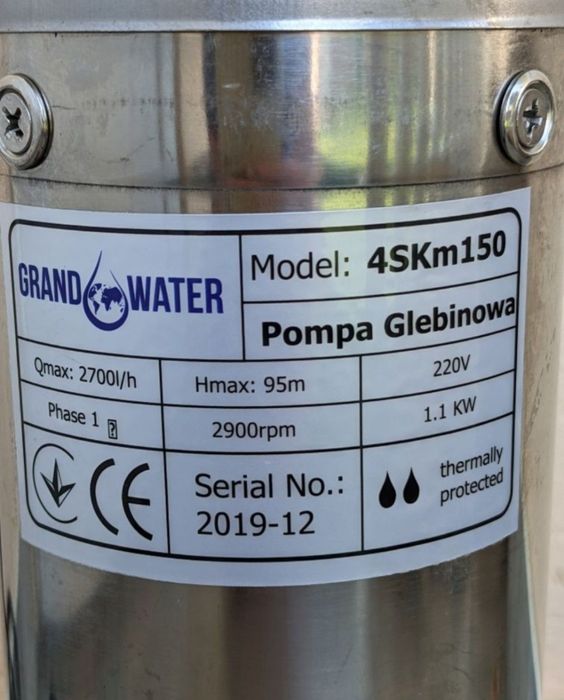 GRAND WATER
Model: 4SKm150
Pompa Glebinowa
Qmax: 2700l/h
Hmax: 95m
220V
Phase 1
2900rpm
1.1 KW
CE
Serial No.:
2019-12
thermally
protected